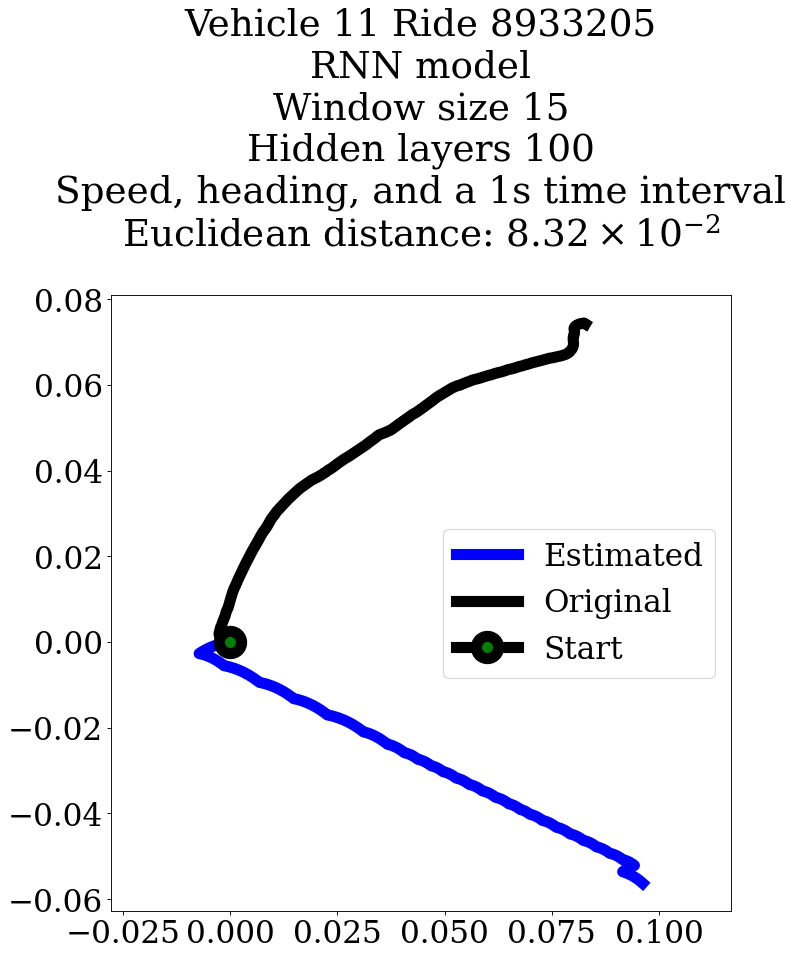 Vehicle 11 Ride 8933205
RNN model
Window size 15
Hidden layers 100
Speed, heading, and a 1s time interval
Euclidean distance: 8.32 × 10⁻²
0.08
0.06
0.04
0.02
0.00
−0.02
−0.04
−0.06
Estimated
Original
Start
−0.025 0.000 0.025 0.050 0.075 0.100